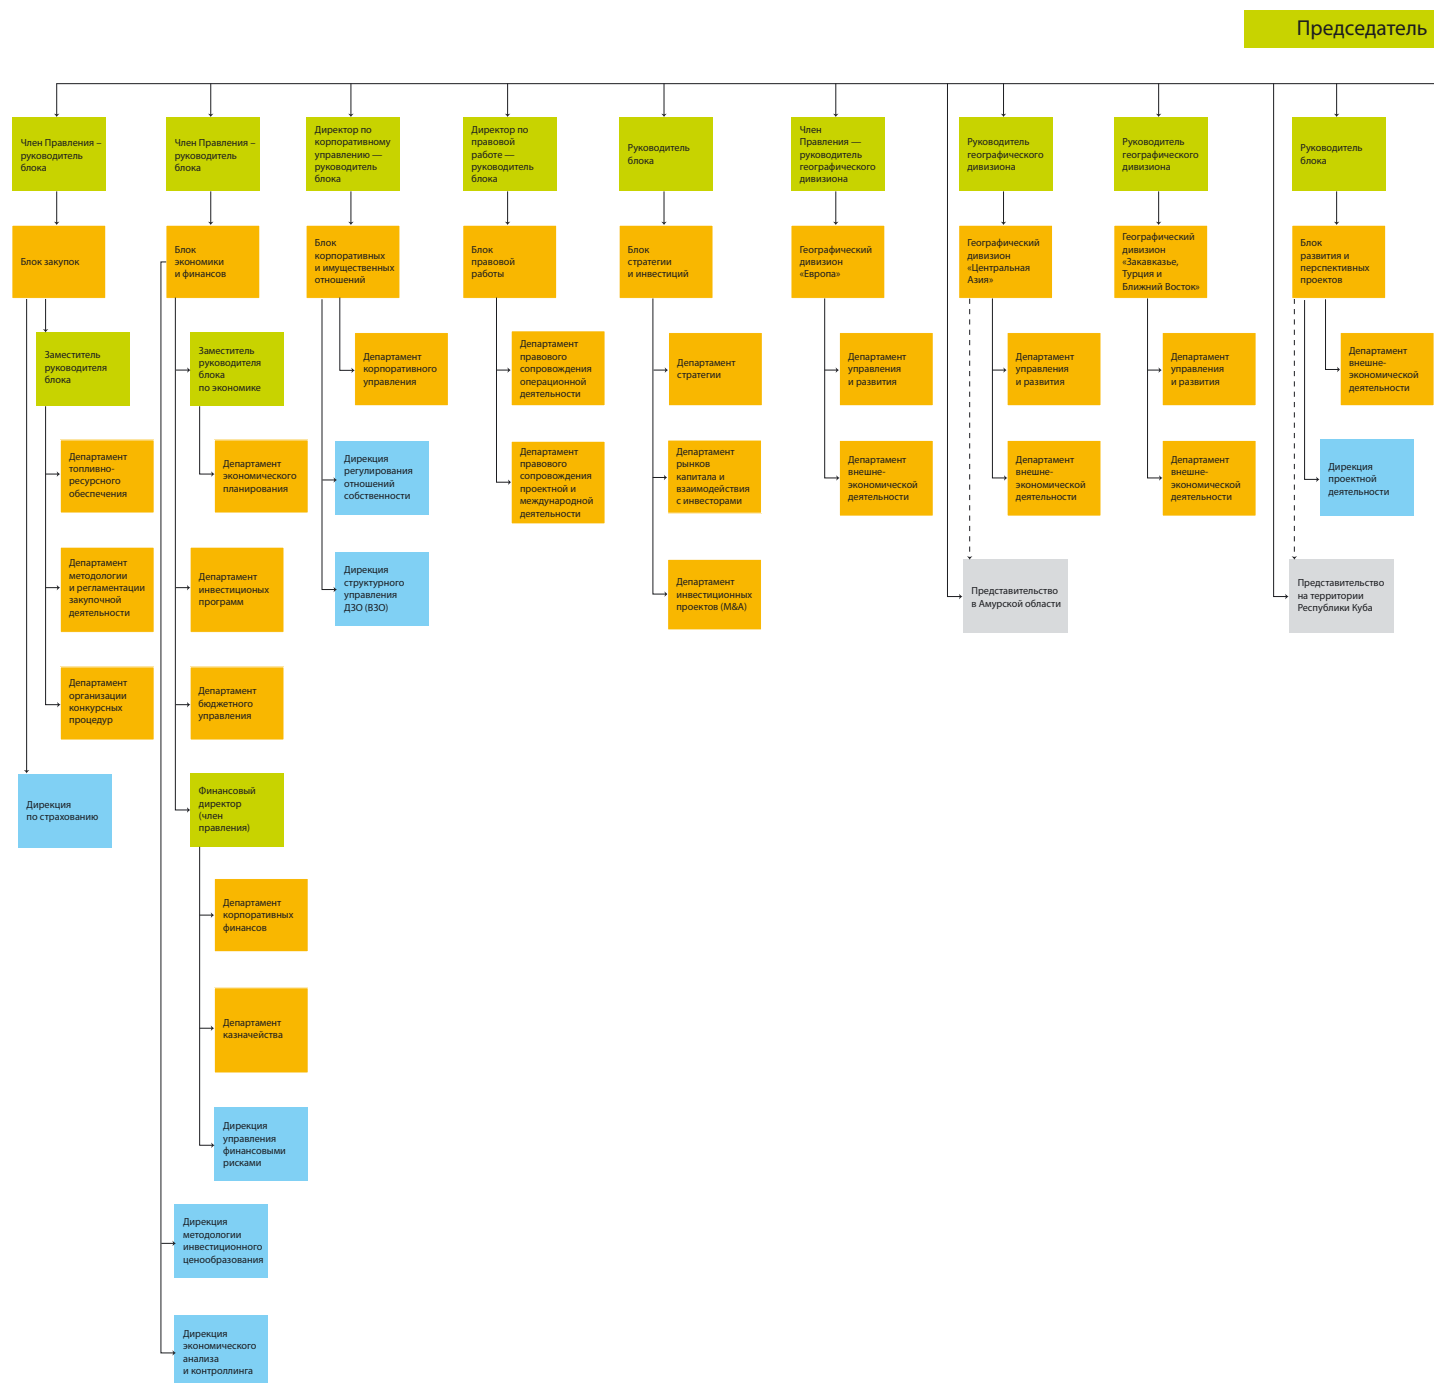 Председатель
Член Правления –
руководитель
блока
Член Правления –
руководитель
блока
Директор по
корпоративному
управлению —
руководитель
блока
Директор по
правовой
работе —
руководитель
блока
Руководитель
блока
Член
Правления —
руководитель
географического
дивизиона
Руководитель
географического
дивизиона
Руководитель
географического
дивизиона
Руководитель
блока
Блок закупок
Блок
экономики
и финансов
Блок
корпоративных
и имущественных
отношений
Блок
правовой
работы
Блок
стратегии
и инвестиций
Географический
дивизион
«Европа»
Географический
дивизион
«Центральная
Азия»
Географический
дивизион
«Закавказье,
Турция и
Ближний Восток»
Блок
развития и
перспективных
проектов
Заместитель
руководителя
блока
Заместитель
руководителя
блока
по экономике
Департамент
корпоративного
управления
Департамент
правового
сопровождения
операционной
деятельности
Департамент
стратегии
Департамент
управления
и развития
Департамент
управления
и развития
Департамент
управления
и развития
Департамент
внешне-
экономической
деятельности
Департамент
топливно-
ресурсного
обеспечения
Департамент
экономического
планирования
Дирекция
регулирования
отношений
собственности
Департамент
правового
сопровождения
проектной и
международной
деятельности
Департамент
рынков
капитала и
взаимодействия
с инвесторами
Департамент
внешне-
экономической
деятельности
Департамент
внешне-
экономической
деятельности
Департамент
внешне-
экономической
деятельности
Дирекция
проектной
деятельности
Департамент
методологии
и регламентации
закупочной
деятельности
Департамент
инвестиционых
программ
Дирекция
структурного
управления
ДЗО (ВЗО)
Департамент
инвестиционных
проектов (M&A)
Представительство
в Амурской области
Представительство
на территории
Республики Куба
Департамент
организации
конкурсных
процедур
Департамент
бюджетного
управления
Дирекция
по страхованию
Финансовый
директор
(член
правления)
Департамент
корпоративных
финансов
Департамент
казначейства
Дирекция
управления
финансовыми
рисками
Дирекция
методологии
инвестиционного
ценообразования
Дирекция
экономического
анализа
и контроллинга